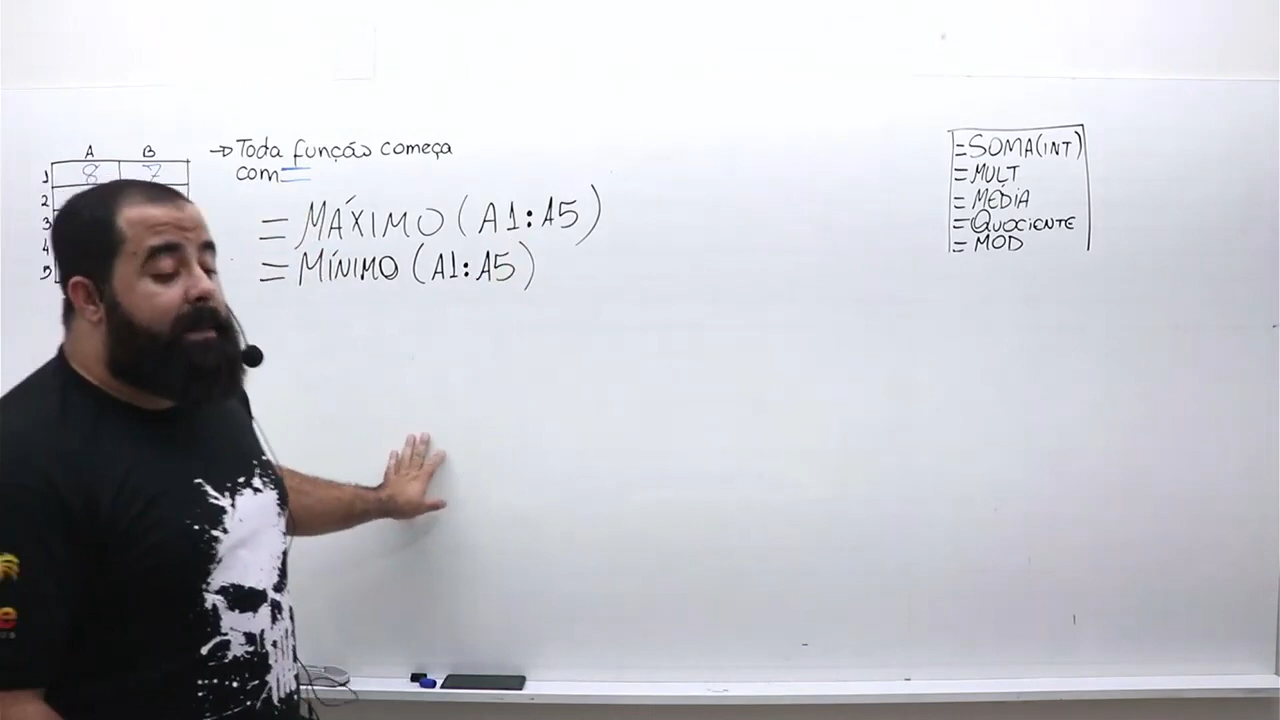 A B
1 8 7
2
3
4
5
→ Toda função começa
com =
= MÁXIMO (A1:A5)
= MÍNIMO (A1:A5)
= SOMA(INT)
= MULT
= MÉDIA
= QUOCIENTE
= MOD